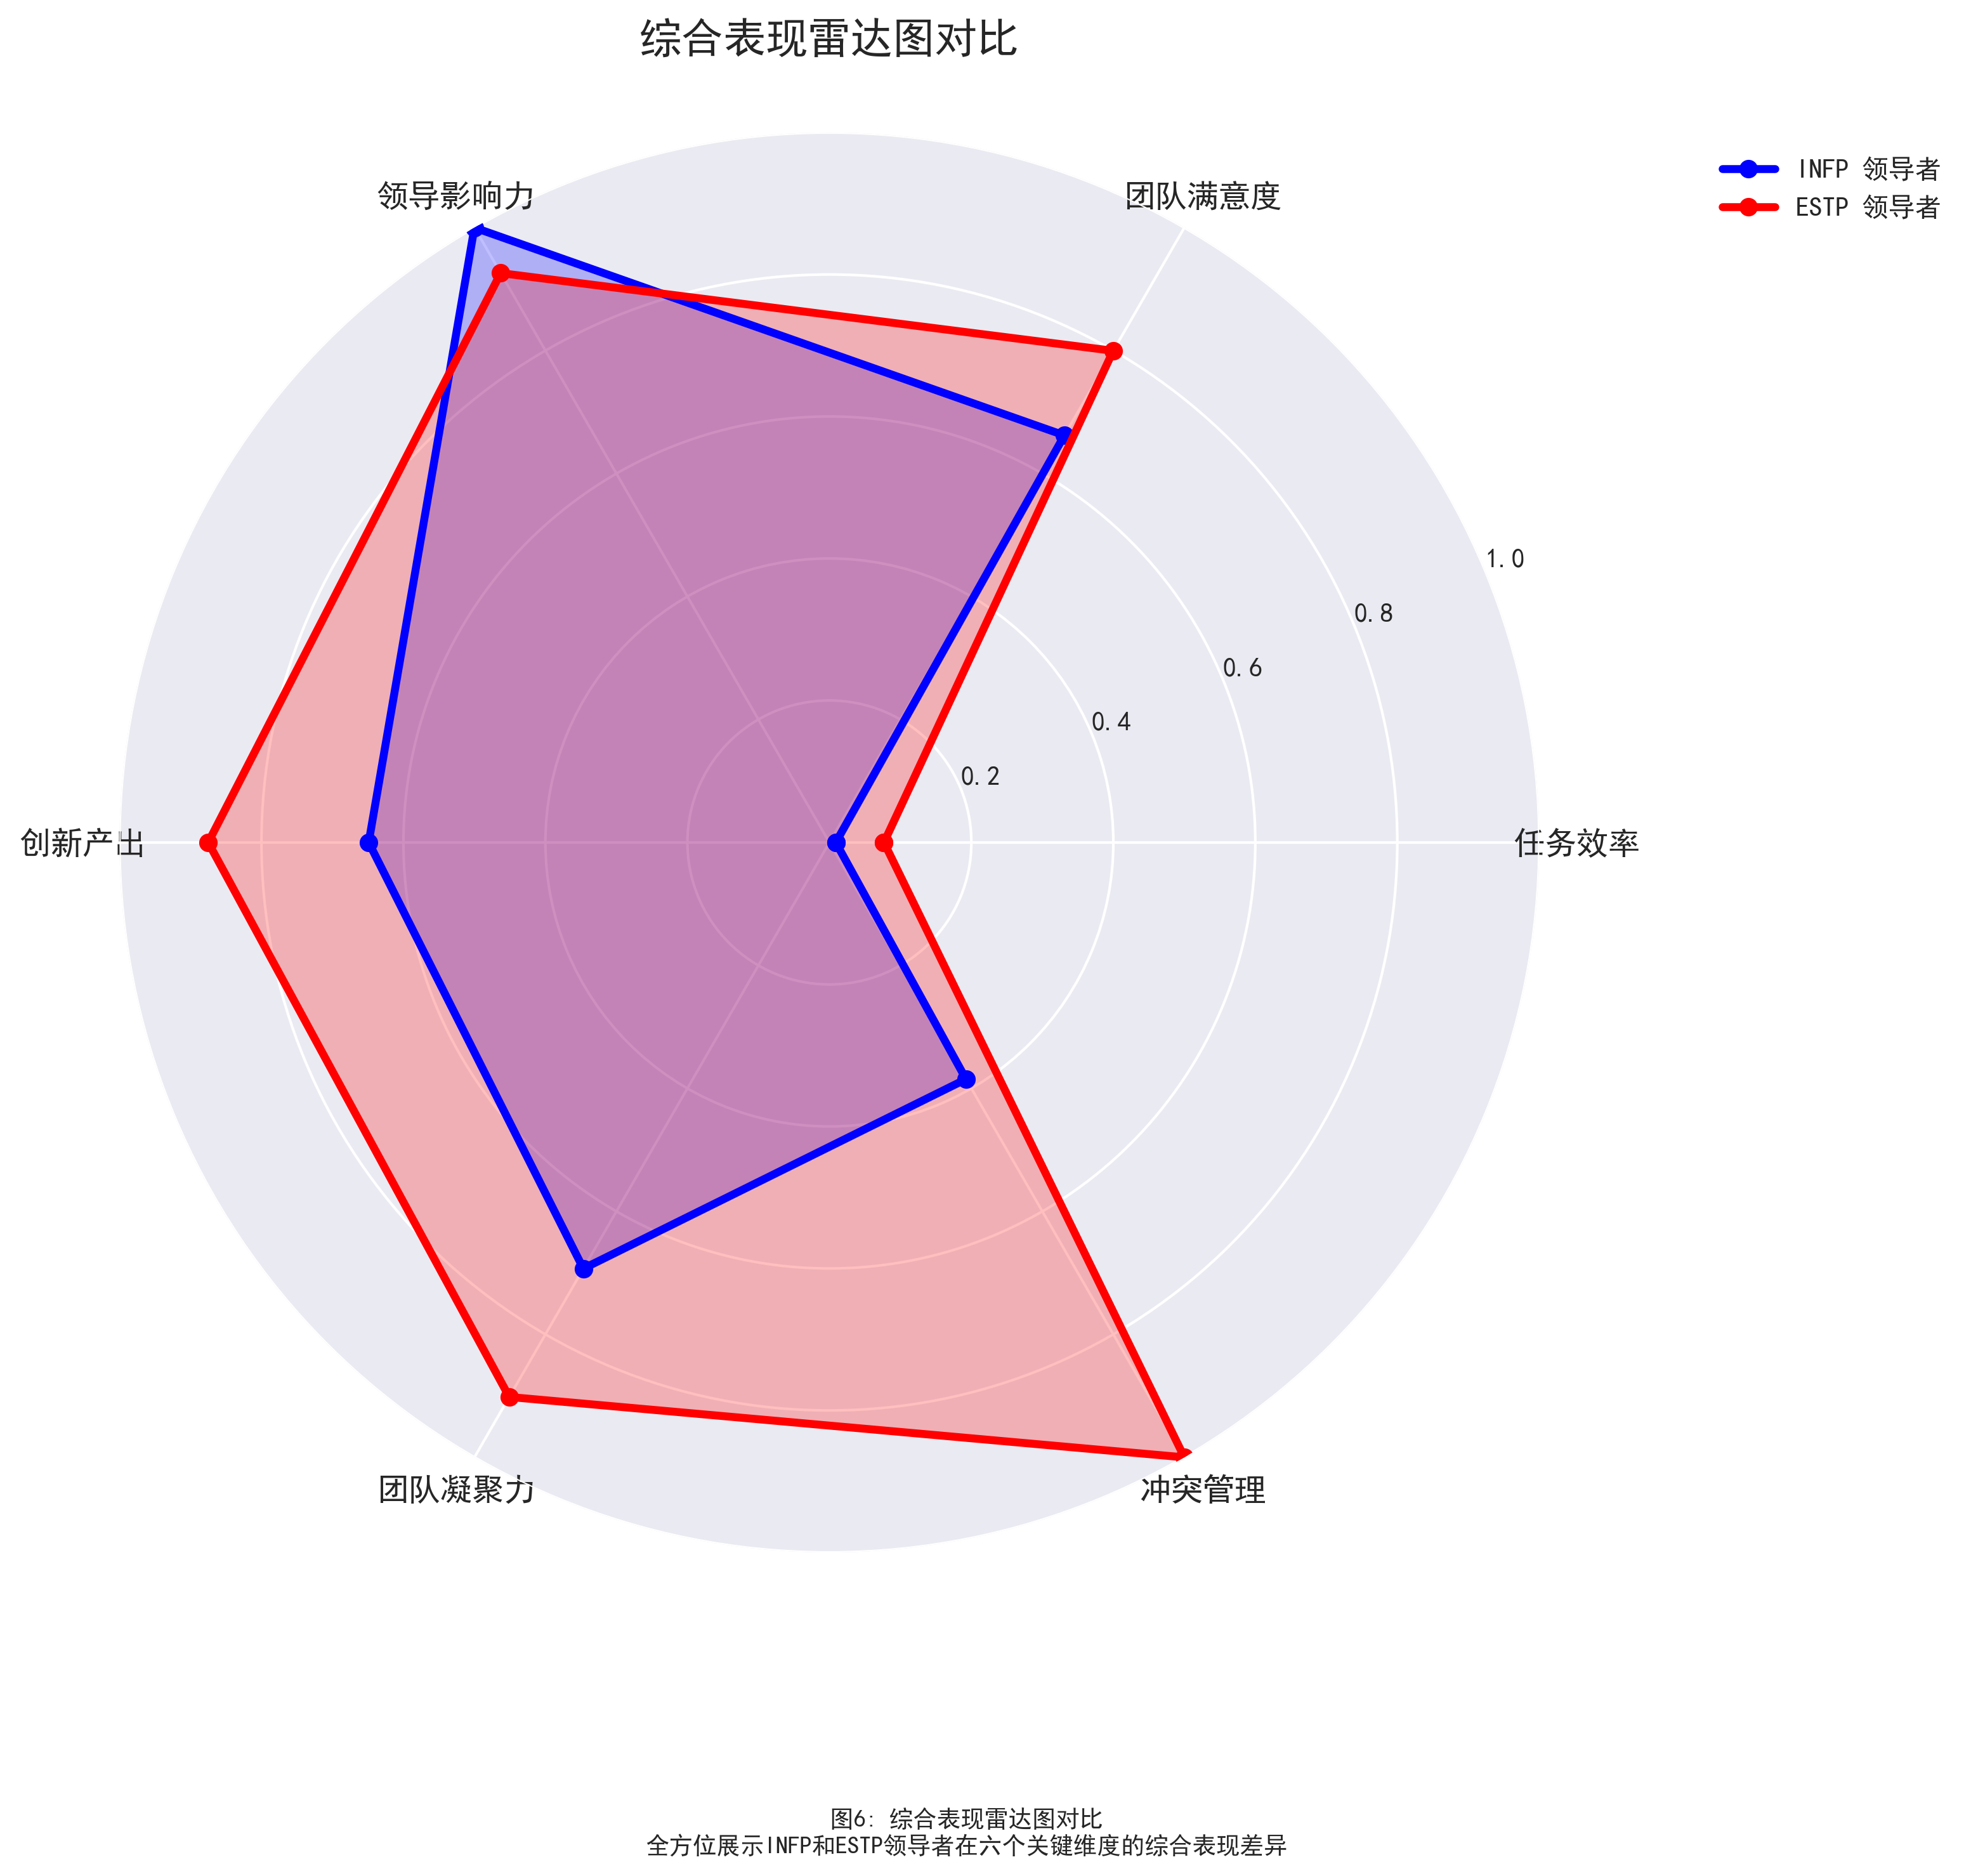 综合表现雷达图对比
INFP 领导者
ESTP 领导者
领导影响力
团队满意度
1.0
0.8
0.6
0.4
0.2
创新产出
任务效率
团队凝聚力
冲突管理
图6: 综合表现雷达图对比
全方位展示INFP和ESTP领导者在六个关键维度的综合表现差异